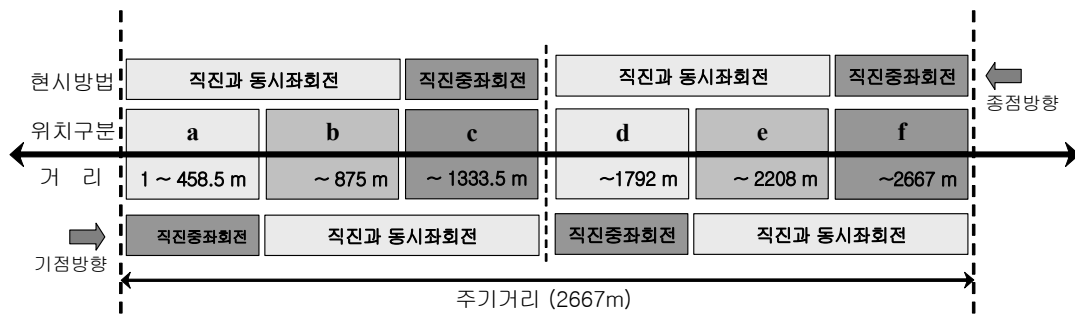 현시방법 직진과 동시좌회전 직진중좌회전 직진과 동시좌회전 직진중좌회전
종점방향
위치구분 a b c d e f
거 리 1 ~ 458.5 m ~ 875 m ~ 1333.5 m ~1792 m ~ 2208 m ~2667 m
직진중좌회전 직진과 동시좌회전 직진중좌회전 직진과 동시좌회전
기점방향
주기거리 (2667m)